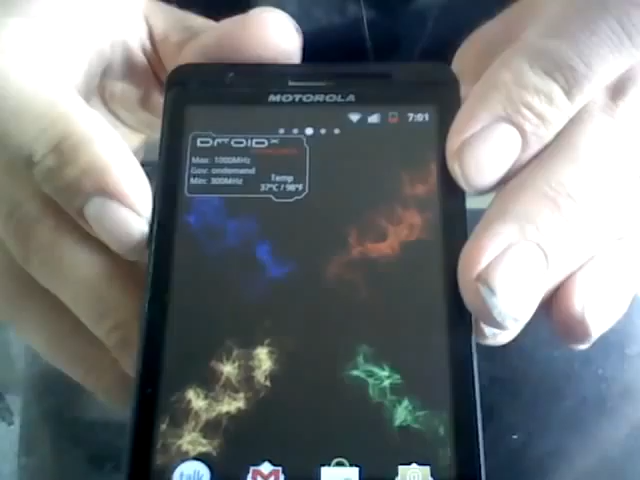 MOTOROLA
7:01
DROIDX
Max: 1000MHz
Gov: ondemand
Min: 300MHz
Temp
37°C / 98°F
talk